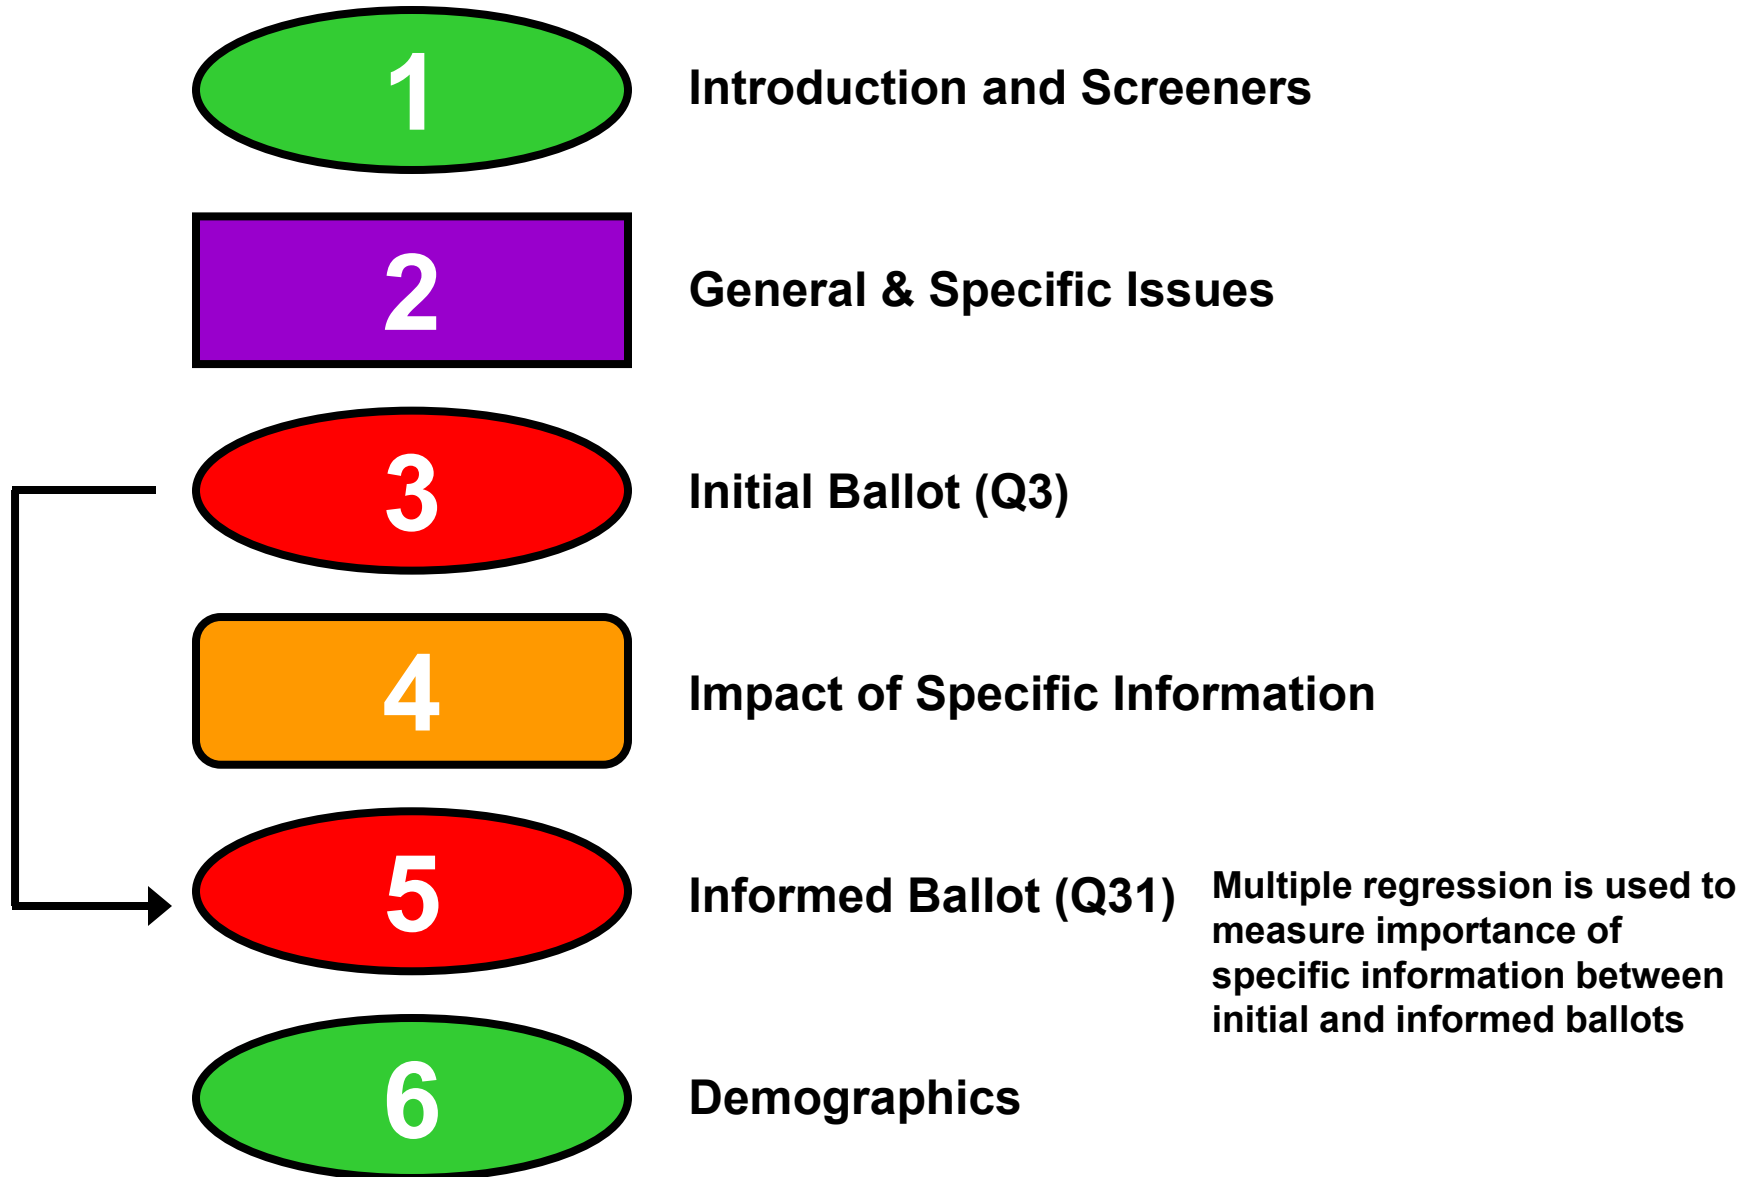 1
Introduction and Screeners
2
General & Specific Issues
3
Initial Ballot (Q3)
4
Impact of Specific Information
5
Informed Ballot (Q31)
Multiple regression is used to
measure importance of
specific information between
initial and informed ballots
6
Demographics